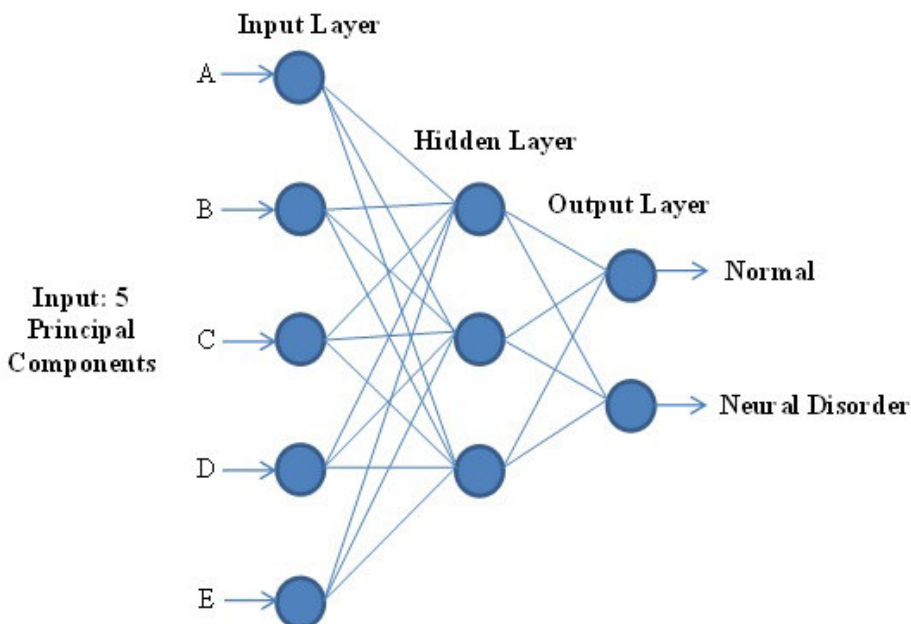 Input Layer
A
Hidden Layer
B
Output Layer
Normal
Input: 5
Principal
Components
C
Neural Disorder
D
E